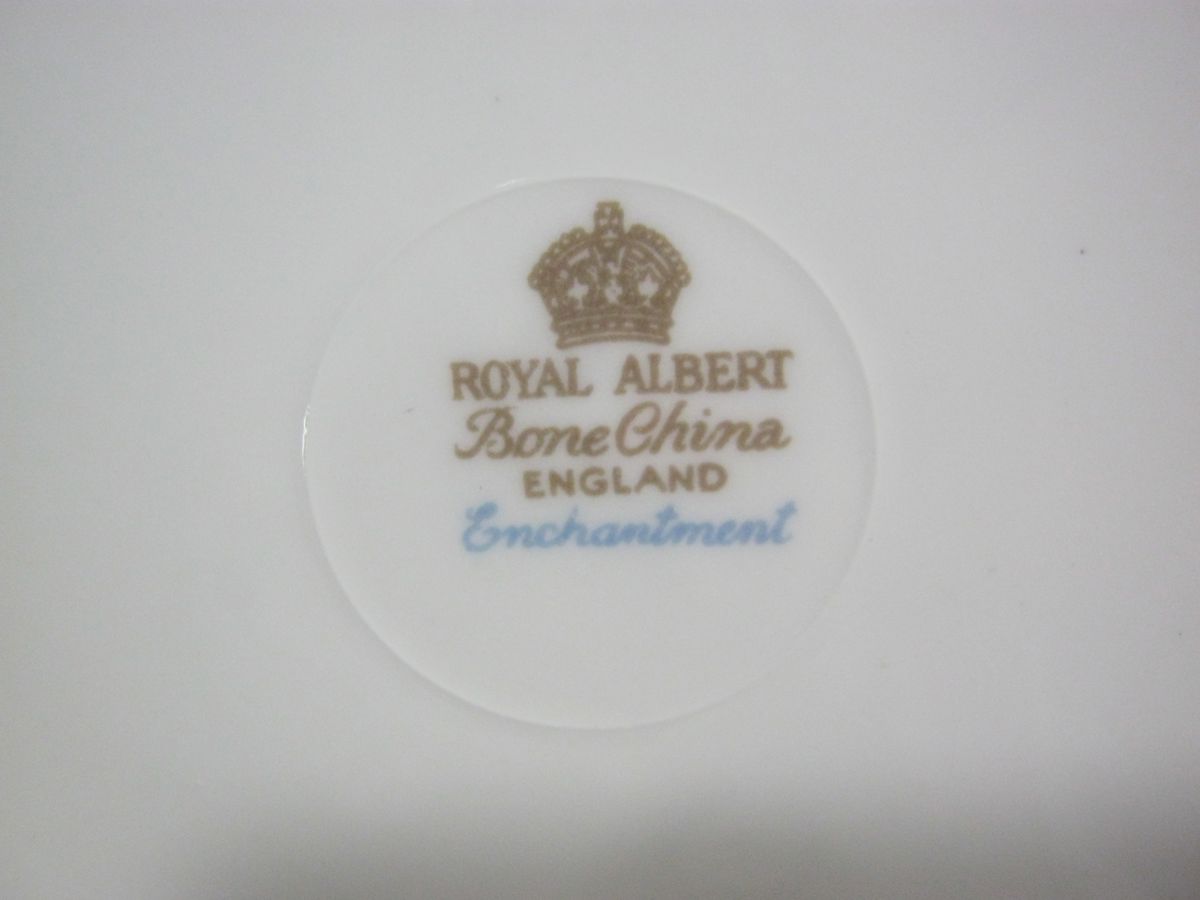 ROYAL ALBERT
Bone China
ENGLAND
Enchantment